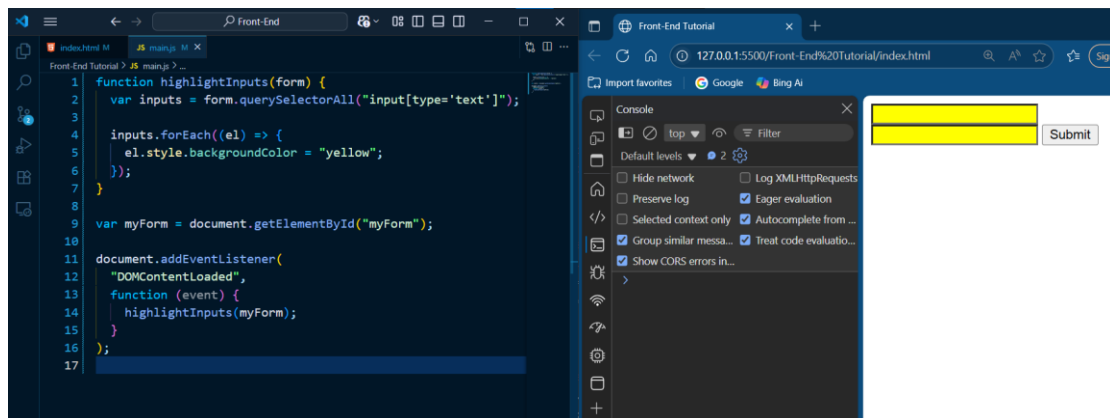 Front-End
index.html M
JS main.js M
Front-End Tutorial > JS main.js > ...
1 function highlightInputs(form) {
2 var inputs = form.querySelectorAll("input[type='text']");
3
4 inputs.forEach((el) => {
5 el.style.backgroundColor = "yellow";
6 });
7 }
8
9 var myForm = document.getElementById("myForm");
10
11 document.addEventListener(
12 "DOMContentLoaded",
13 function (event) {
14 highlightInputs(myForm);
15 }
16 );
17
2
Front-End Tutorial
127.0.0.1:5500/Front-End%20Tutorial/index.html
Sig
Import favorites
Google
Bing Ai
Console
top
Filter
Default levels
2
Hide network
Log XMLHttpRequests
Preserve log
Eager evaluation
Selected context only
Autocomplete from ...
Group similar messa...
Treat code evaluatio...
Show CORS errors in...
Submit